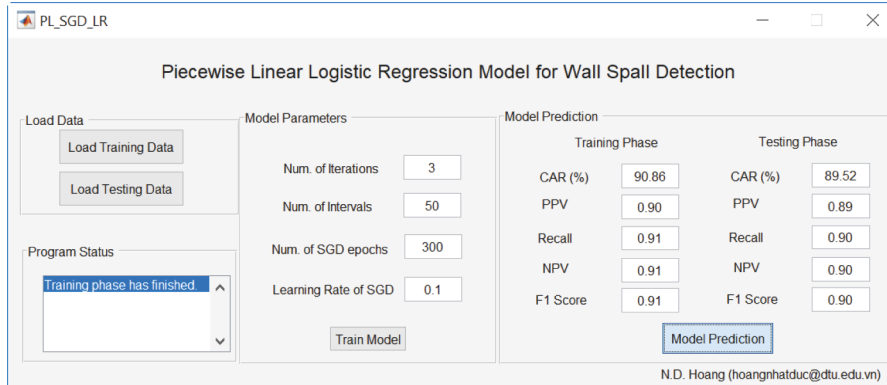 PL_SGD_LR
Piecewise Linear Logistic Regression Model for Wall Spall Detection
Load Data
Load Training Data
Load Testing Data
Program Status
Training phase has finished.
Model Parameters
Num. of Iterations 3
Num. of Intervals 50
Num. of SGD epochs 300
Learning Rate of SGD 0.1
Train Model
Model Prediction
Training Phase Testing Phase
CAR (%) 90.86 CAR (%) 89.52
PPV 0.90 PPV 0.89
Recall 0.91 Recall 0.90
NPV 0.91 NPV 0.90
F1 Score 0.91 F1 Score 0.90
Model Prediction
N.D. Hoang (hoangnhatduc@dtu.edu.vn)